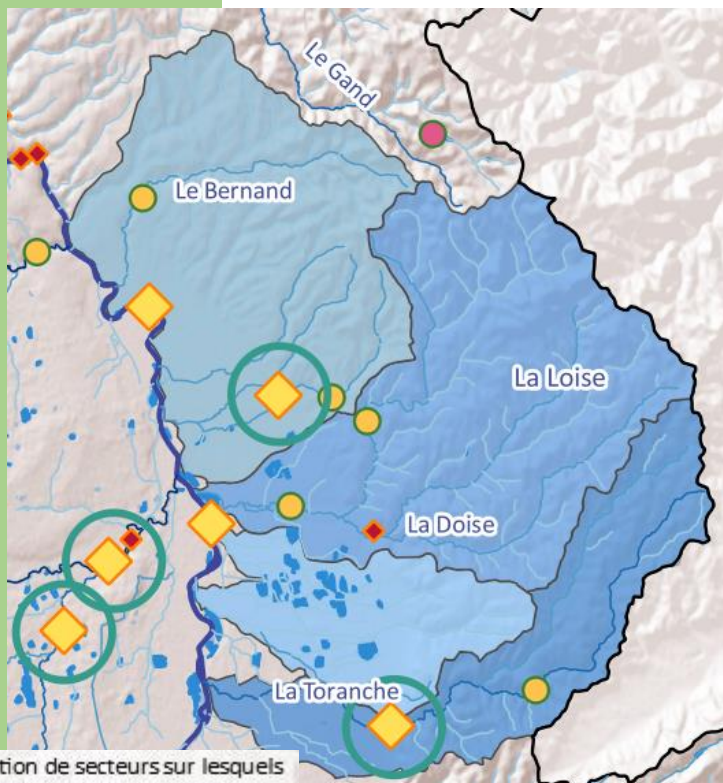 Le Gand
Le Bernand
La Loise
La Doise
La Toranche
tion de secteurs sur lesquels